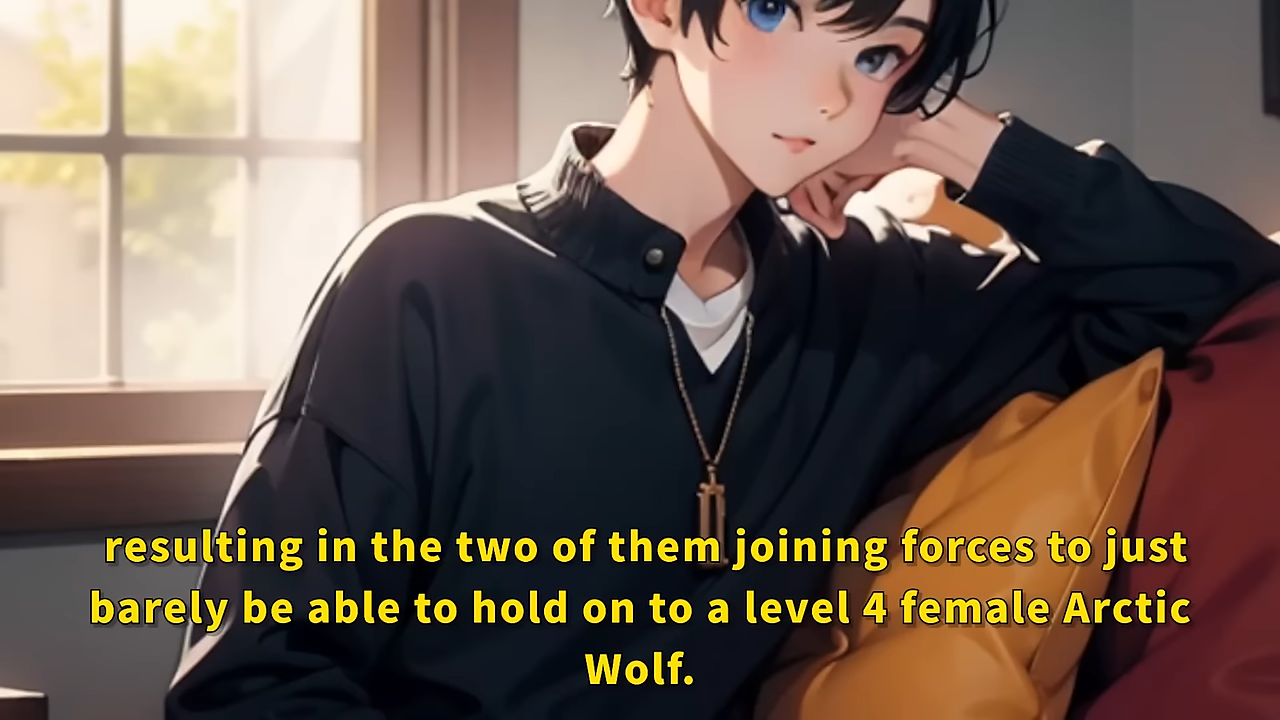 resulting in the two of them joining forces to just
barely be able to hold on to a level 4 female Arctic
Wolf.